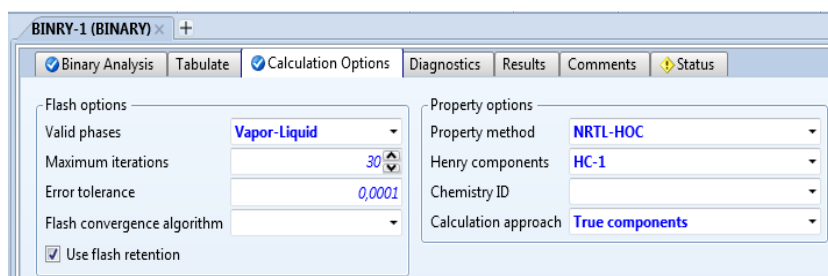 BINRY-1 (BINARY) × +
Binary Analysis Tabulate Calculation Options Diagnostics Results Comments Status
Flash options
Valid phases Vapor-Liquid
Maximum iterations 30
Error tolerance 0,0001
Flash convergence algorithm
Use flash retention
Property options
Property method NRTL-HOC
Henry components HC-1
Chemistry ID
Calculation approach True components